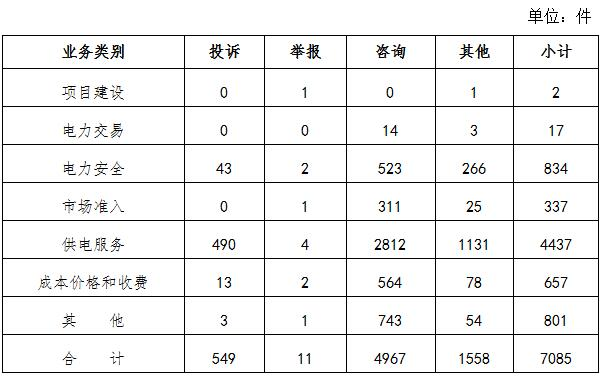 单位：件
业务类别 投诉 举报 咨询 其他 小计
项目建设 0 1 0 1 2
电力交易 0 0 14 3 17
电力安全 43 2 523 266 834
市场准入 0 1 311 25 337
供电服务 490 4 2812 1131 4437
成本价格和收费 13 2 564 78 657
其 他 3 1 743 54 801
合 计 549 11 4967 1558 7085